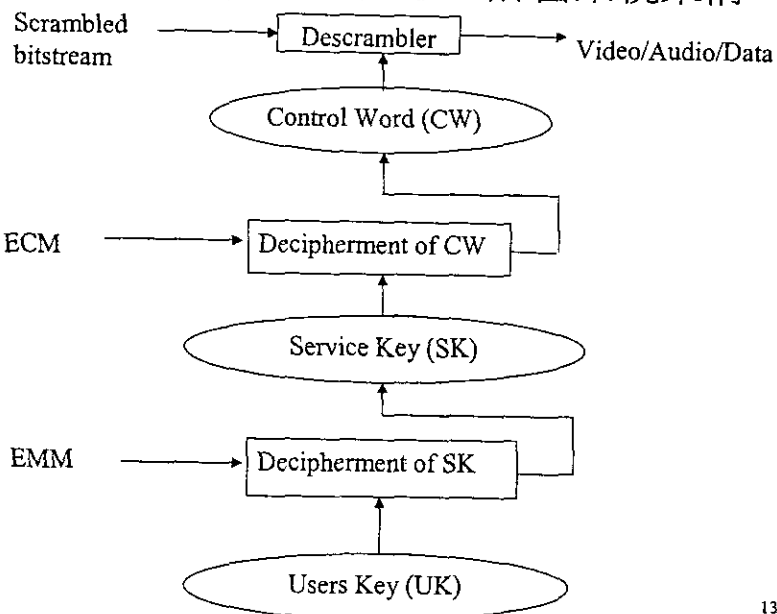 Scrambled
bitstream
Descrambler
Video/Audio/Data
Control Word (CW)
ECM
Decipherment of CW
Service Key (SK)
EMM
Decipherment of SK
Users Key (UK)
13